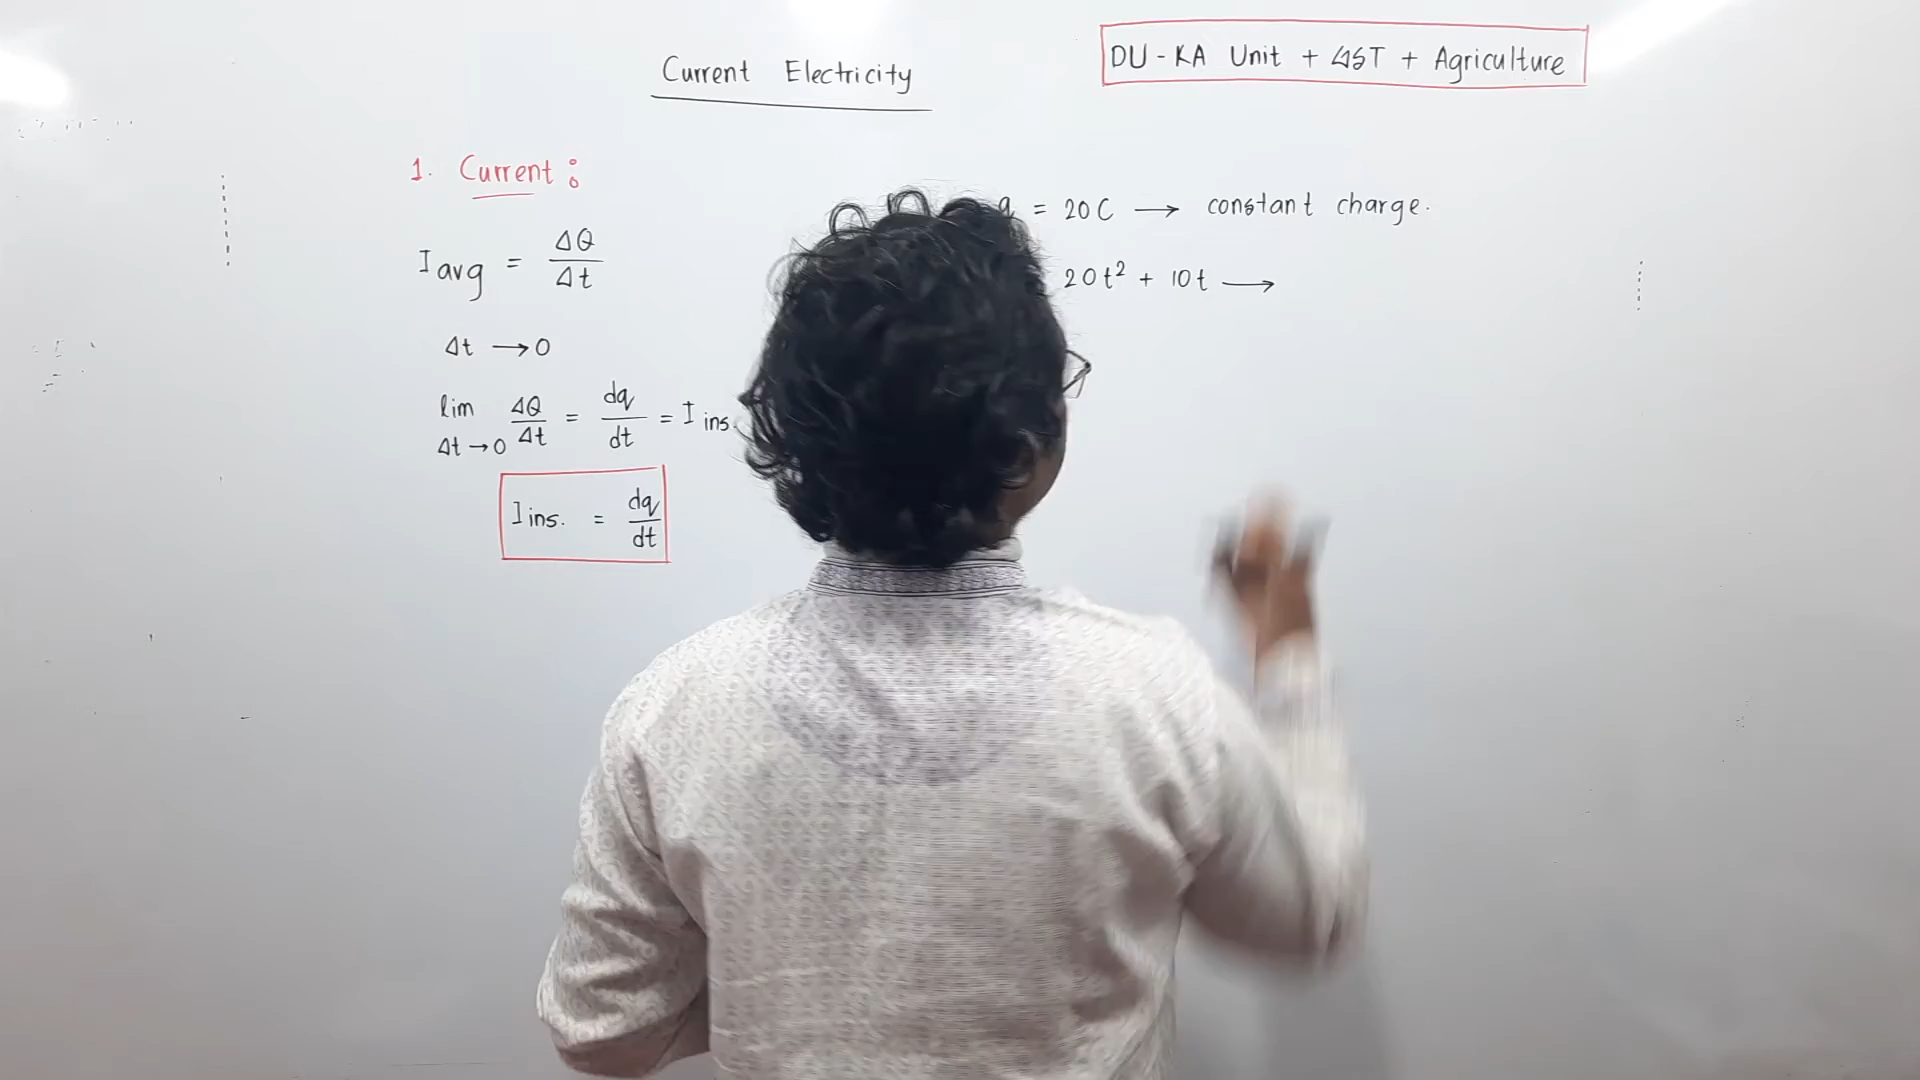 Current Electricity
DU - KA Unit + GST + Agriculture
1. Current :
I avg = ΔQ / Δt
Δt → 0
lim Δt → 0 ΔQ / Δt = dq / dt = I ins.
I ins. = dq / dt
q = 20 C → constant charge.
20t² + 10t →